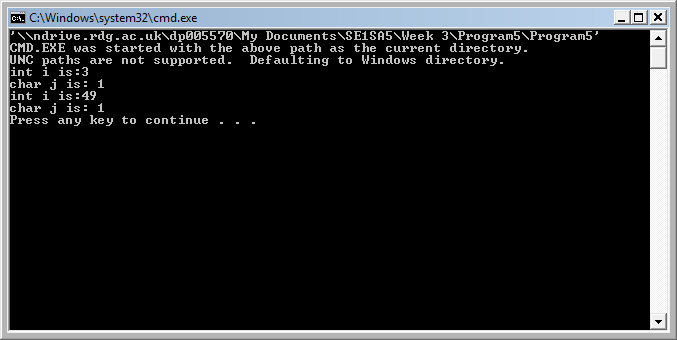 C:\Windows\system32\cmd.exe
'\\ndrive.rdg.ac.uk\dp005570\My Documents\SE1SA5\Week 3\Program5\Program5'
CMD.EXE was started with the above path as the current directory.
UNC paths are not supported.  Defaulting to Windows directory.
int i is:3
char j is: 1
int i is:49
char j is: 1
Press any key to continue . . .